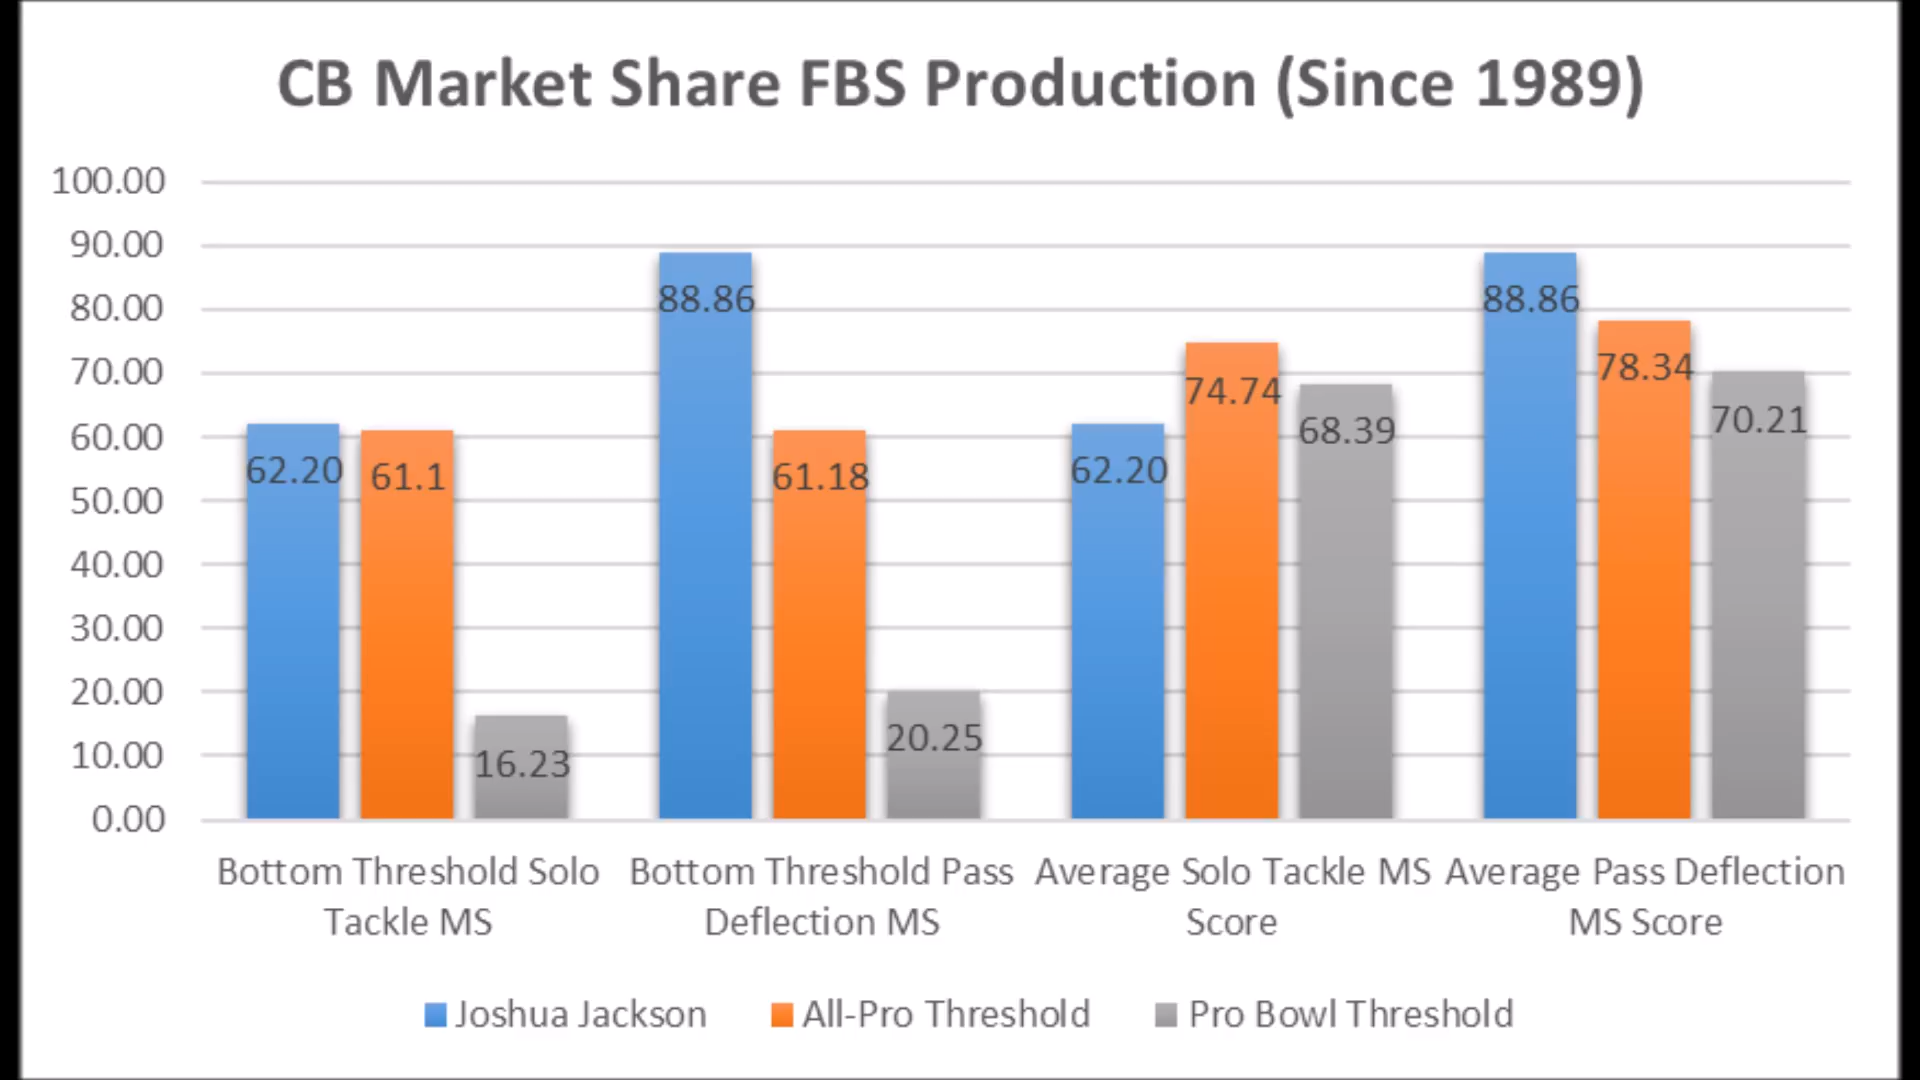 CB Market Share FBS Production (Since 1989)
100.00
90.00
80.00
70.00
60.00
50.00
40.00
30.00
20.00
10.00
0.00
62.20
61.1
16.23
88.86
61.18
20.25
62.20
74.74
68.39
88.86
78.34
70.21
Bottom Threshold Solo
Tackle MS
Bottom Threshold Pass
Deflection MS
Average Solo Tackle MS
Score
Average Pass Deflection
MS Score
Joshua Jackson
All-Pro Threshold
Pro Bowl Threshold